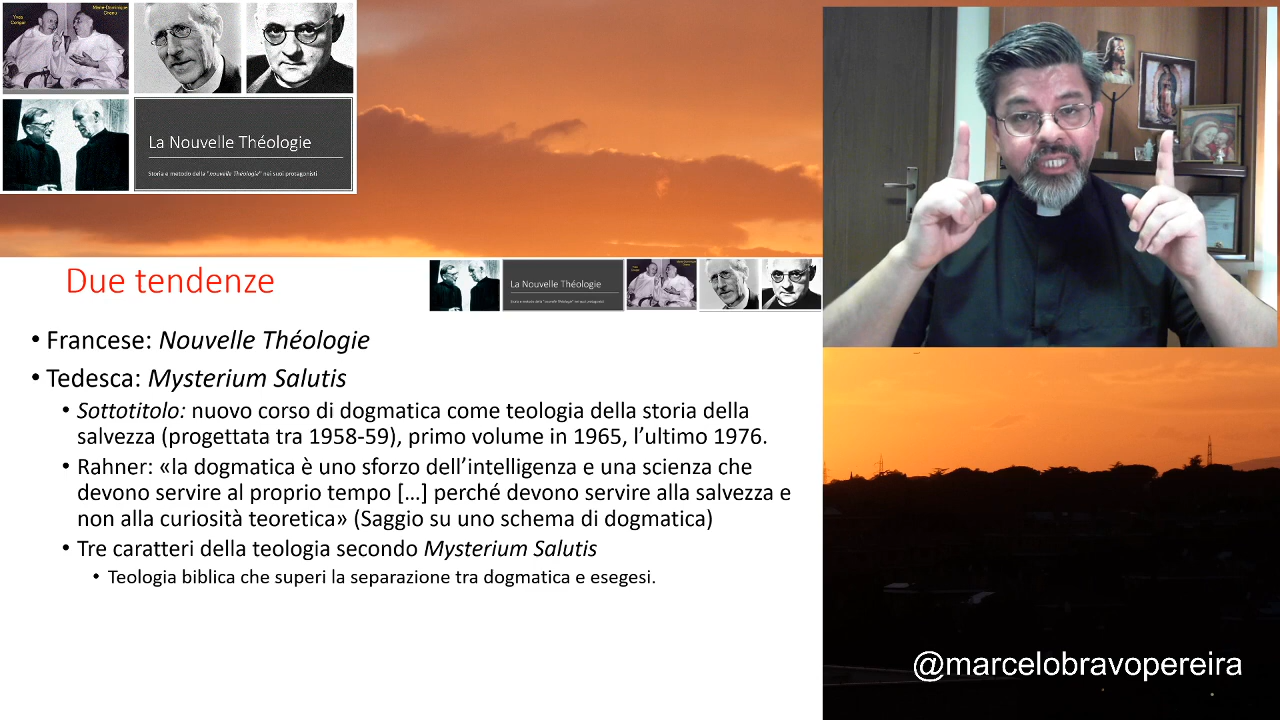 Yves
Congar
Marie-Dominique
Chenu
La Nouvelle Théologie
Storia e metodo della "nouvelle Théologie" nei suoi protagonisti
Due tendenze
La Nouvelle Théologie
• Francese: Nouvelle Théologie
• Tedesca: Mysterium Salutis
• Sottotitolo: nuovo corso di dogmatica come teologia della storia della
salvezza (progettata tra 1958-59), primo volume in 1965, l'ultimo 1976.
• Rahner: «la dogmatica è uno sforzo dell'intelligenza e una scienza che
devono servire al proprio tempo [...] perché devono servire alla salvezza e
non alla curiosità teoretica» (Saggio su uno schema di dogmatica)
• Tre caratteri della teologia secondo Mysterium Salutis
• Teologia biblica che superi la separazione tra dogmatica e esegesi.
@marcelobravopereira